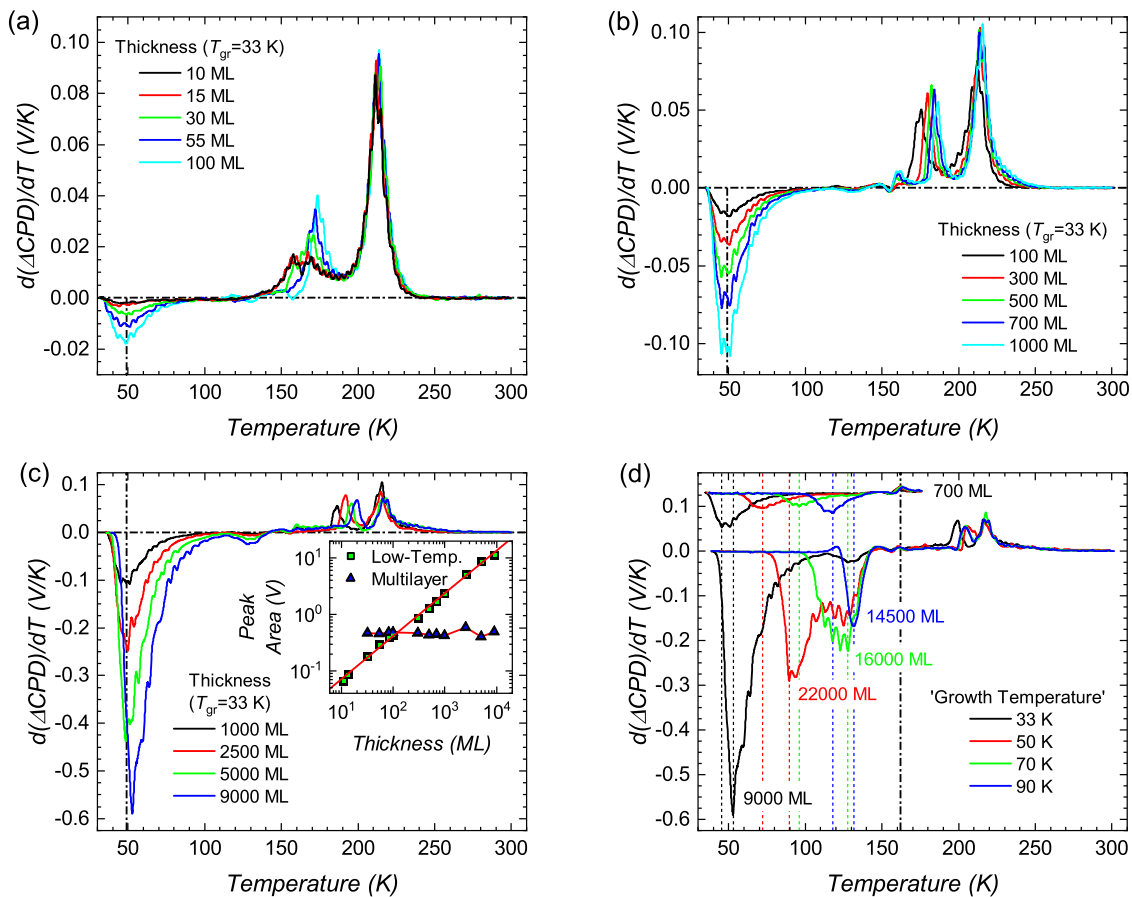 (a)
Thickness (Tgr=33 K)
10 ML
15 ML
30 ML
55 ML
100 ML
0.10
0.08
0.06
0.04
0.02
0.00
-0.02
d(ΔCPD)/dT (V/K)
50 100 150 200 250 300
Temperature (K)
(b)
0.10
0.05
0.00
-0.05
-0.10
d(ΔCPD)/dT (V/K)
Thickness (Tgr=33 K)
100 ML
300 ML
500 ML
700 ML
1000 ML
50 100 150 200 250 300
Temperature (K)
(c)
0.1
0.0
-0.1
-0.2
-0.3
-0.4
-0.5
-0.6
d(ΔCPD)/dT (V/K)
Thickness
(Tgr=33 K)
1000 ML
2500 ML
5000 ML
9000 ML
Low-Temp.
Multilayer
Peak
Area (V)
10¹
10⁰
10⁻¹
10¹ 10² 10³ 10⁴
Thickness (ML)
50 100 150 200 250 300
Temperature (K)
(d)
0.1
0.0
-0.1
-0.2
-0.3
-0.4
-0.5
-0.6
d(ΔCPD)/dT (V/K)
700 ML
14500 ML
16000 ML
22000 ML
9000 ML
'Growth Temperature'
33 K
50 K
70 K
90 K
50 100 150 200 250 300
Temperature (K)